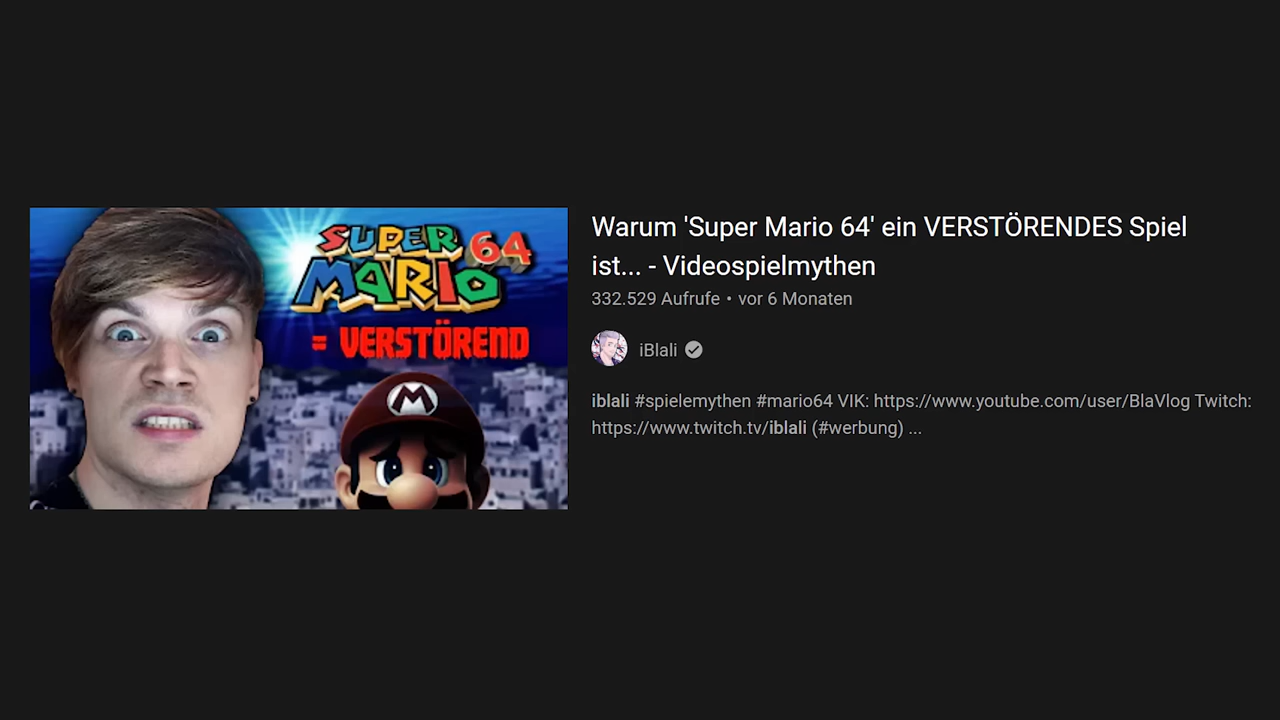 SUPER 64
MARIO
= VERSTÖREND
M
Warum 'Super Mario 64' ein VERSTÖRENDES Spiel
ist... - Videospielmythen
332.529 Aufrufe • vor 6 Monaten
iBlali
iblali #spielemythen #mario64 VIK: https://www.youtube.com/user/BlaVlog Twitch:
https://www.twitch.tv/iblali (#werbung) ...